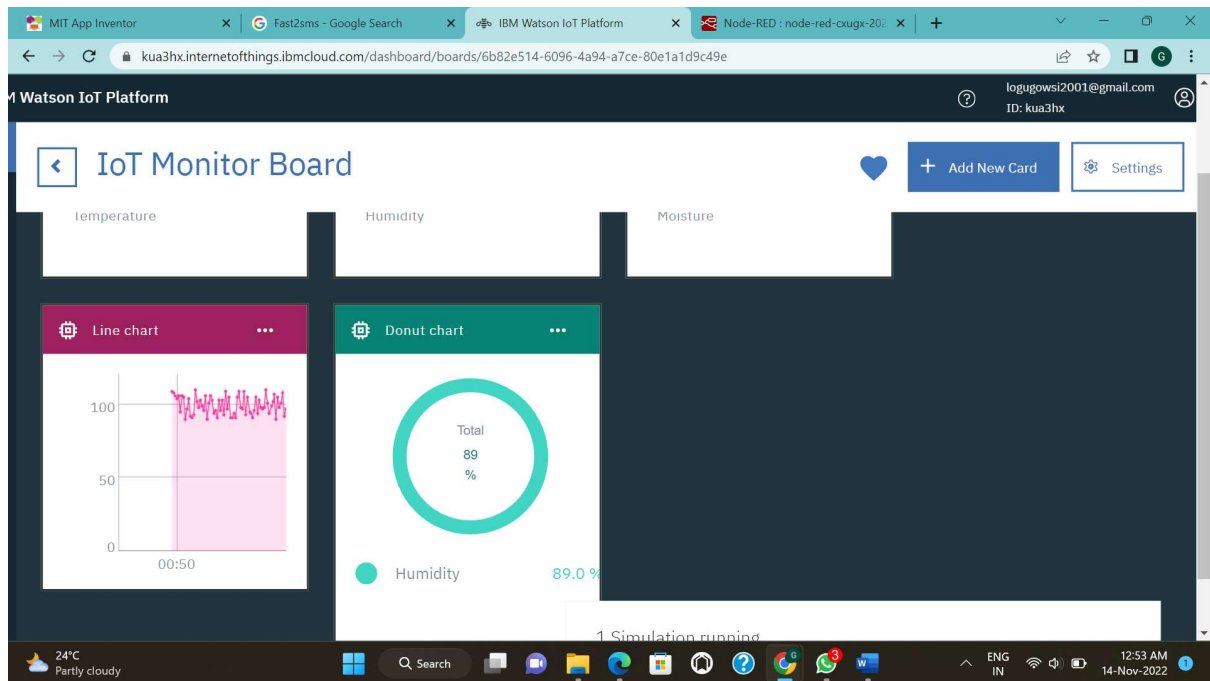 MIT App Inventor
Fast2sms - Google Search
IBM Watson IoT Platform
Node-RED : node-red-cxugx-202
kua3hx.internetofthings.ibmcloud.com/dashboard/boards/6b82e514-6096-4a94-a7ce-80e1a1d9c49e
G
M Watson IoT Platform
logugowsi2001@gmail.com
ID: kua3hx
IoT Monitor Board
+ Add New Card
Settings
Temperature
Humidity
Moisture
Line chart
Donut chart
100
50
0
00:50
Total
89
%
Humidity
89.0 %
1 Simulation running
24°C
Partly cloudy
Search
3
ENG
IN
12:53 AM
14-Nov-2022
1